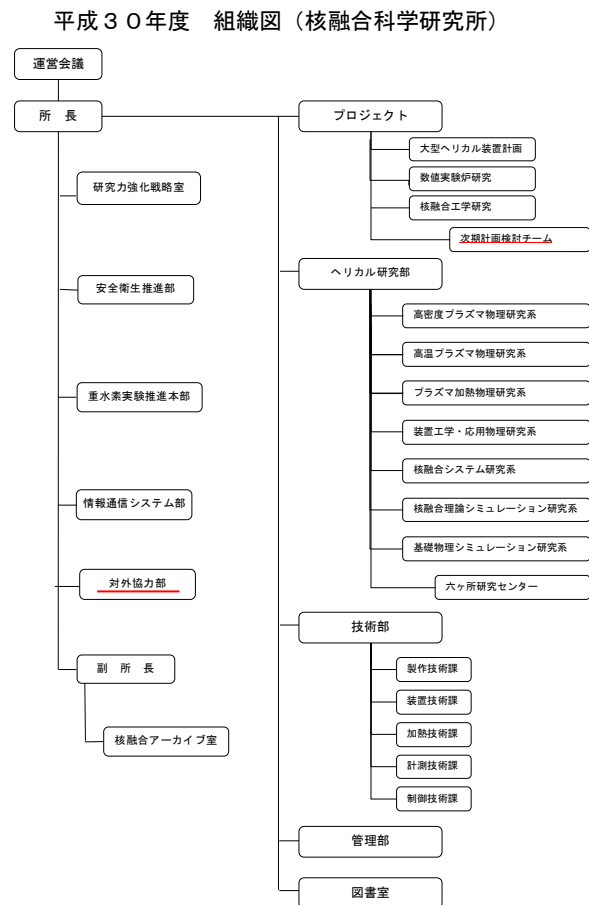 平成３０年度　組織図（核融合科学研究所）
運営会議
所　長
研究力強化戦略室
安全衛生推進部
重水素実験推進本部
情報通信システム部
対外協力部
副　所　長
核融合アーカイブ室
プロジェクト
大型ヘリカル装置計画
数値実験炉研究
核融合工学研究
次期計画検討チーム
ヘリカル研究部
高密度プラズマ物理研究系
高温プラズマ物理研究系
プラズマ加熱物理研究系
装置工学・応用物理研究系
核融合システム研究系
核融合理論シミュレーション研究系
基礎物理シミュレーション研究系
六ヶ所研究センター
技術部
製作技術課
装置技術課
加熱技術課
計測技術課
制御技術課
管理部
図書室